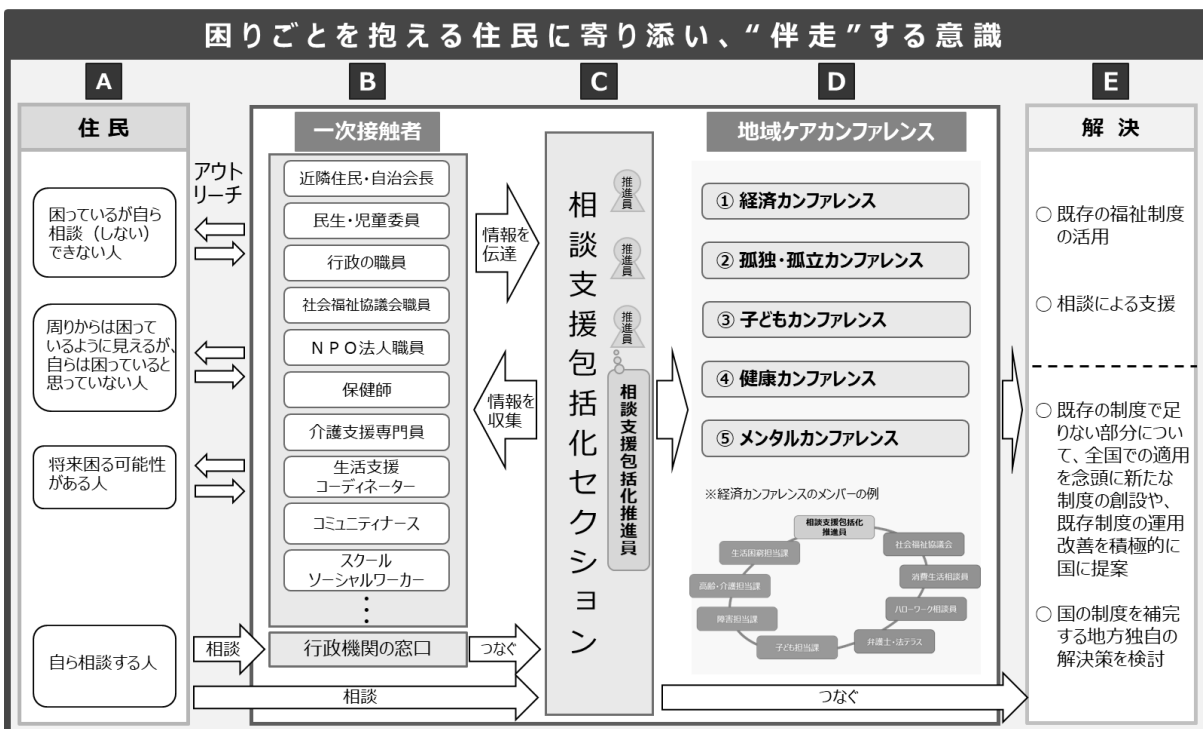 困りごとを抱える住民に寄り添い、“伴走”する意識
A
住民
困っているが自ら
相談（しない）
できない人
周りからは困って
いるように見えるが、
自らは困っていると
思っていない人
将来困る可能性
がある人
自ら相談する人
アウト
リーチ
相談
相談
B
一次接触者
近隣住民・自治会長
民生・児童委員
行政の職員
社会福祉協議会職員
ＮＰＯ法人職員
保健師
介護支援専門員
生活支援
コーディネーター
コミュニティナース
スクール
ソーシャルワーカー
⋮
行政機関の窓口
情報を
伝達
情報を
収集
つなぐ
C
相談支援包括化セクション
推進員
推進員
推進員
相談支援包括化推進員
D
地域ケアカンファレンス
① 経済カンファレンス
② 孤独・孤立カンファレンス
③ 子どもカンファレンス
④ 健康カンファレンス
⑤ メンタルカンファレンス
※経済カンファレンスのメンバーの例
相談支援包括化
推進員
社会福祉協議会
消費生活相談員
ハローワーク相談員
弁護士・法テラス
子ども担当課
障害担当課
高齢・介護担当課
生活困窮担当課
つなぐ
E
解決
○ 既存の福祉制度
の活用
○ 相談による支援
○ 既存の制度で足
りない部分につい
て、全国での適用
を念頭に新たな
制度の創設や、
既存制度の運用
改善を積極的に
国に提案
○ 国の制度を補完
する地方独自の
解決策を検討